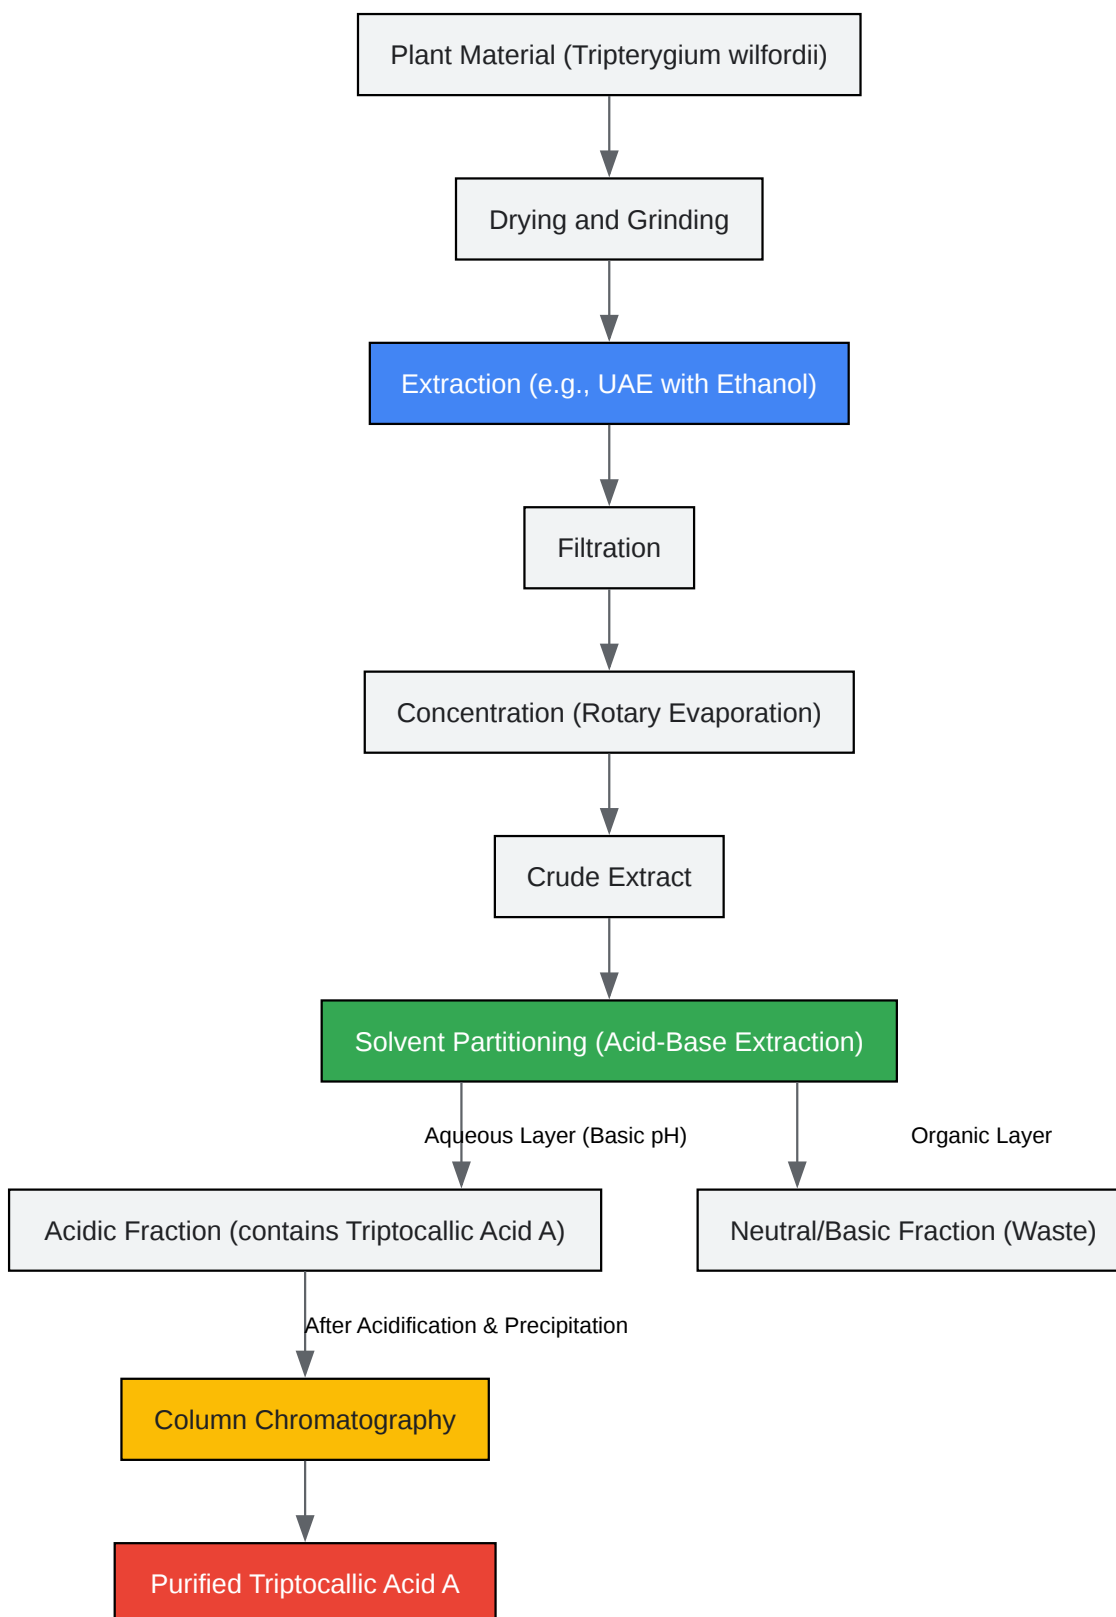 Plant Material (Tripterygium wilfordii)
Drying and Grinding
Extraction (e.g., UAE with Ethanol)
Filtration
Concentration (Rotary Evaporation)
Crude Extract
Solvent Partitioning (Acid-Base Extraction)
Aqueous Layer (Basic pH)
Organic Layer
Acidic Fraction (contains Triptocallic Acid A)
Neutral/Basic Fraction (Waste)
After Acidification & Precipitation
Column Chromatography
Purified Triptocallic Acid A